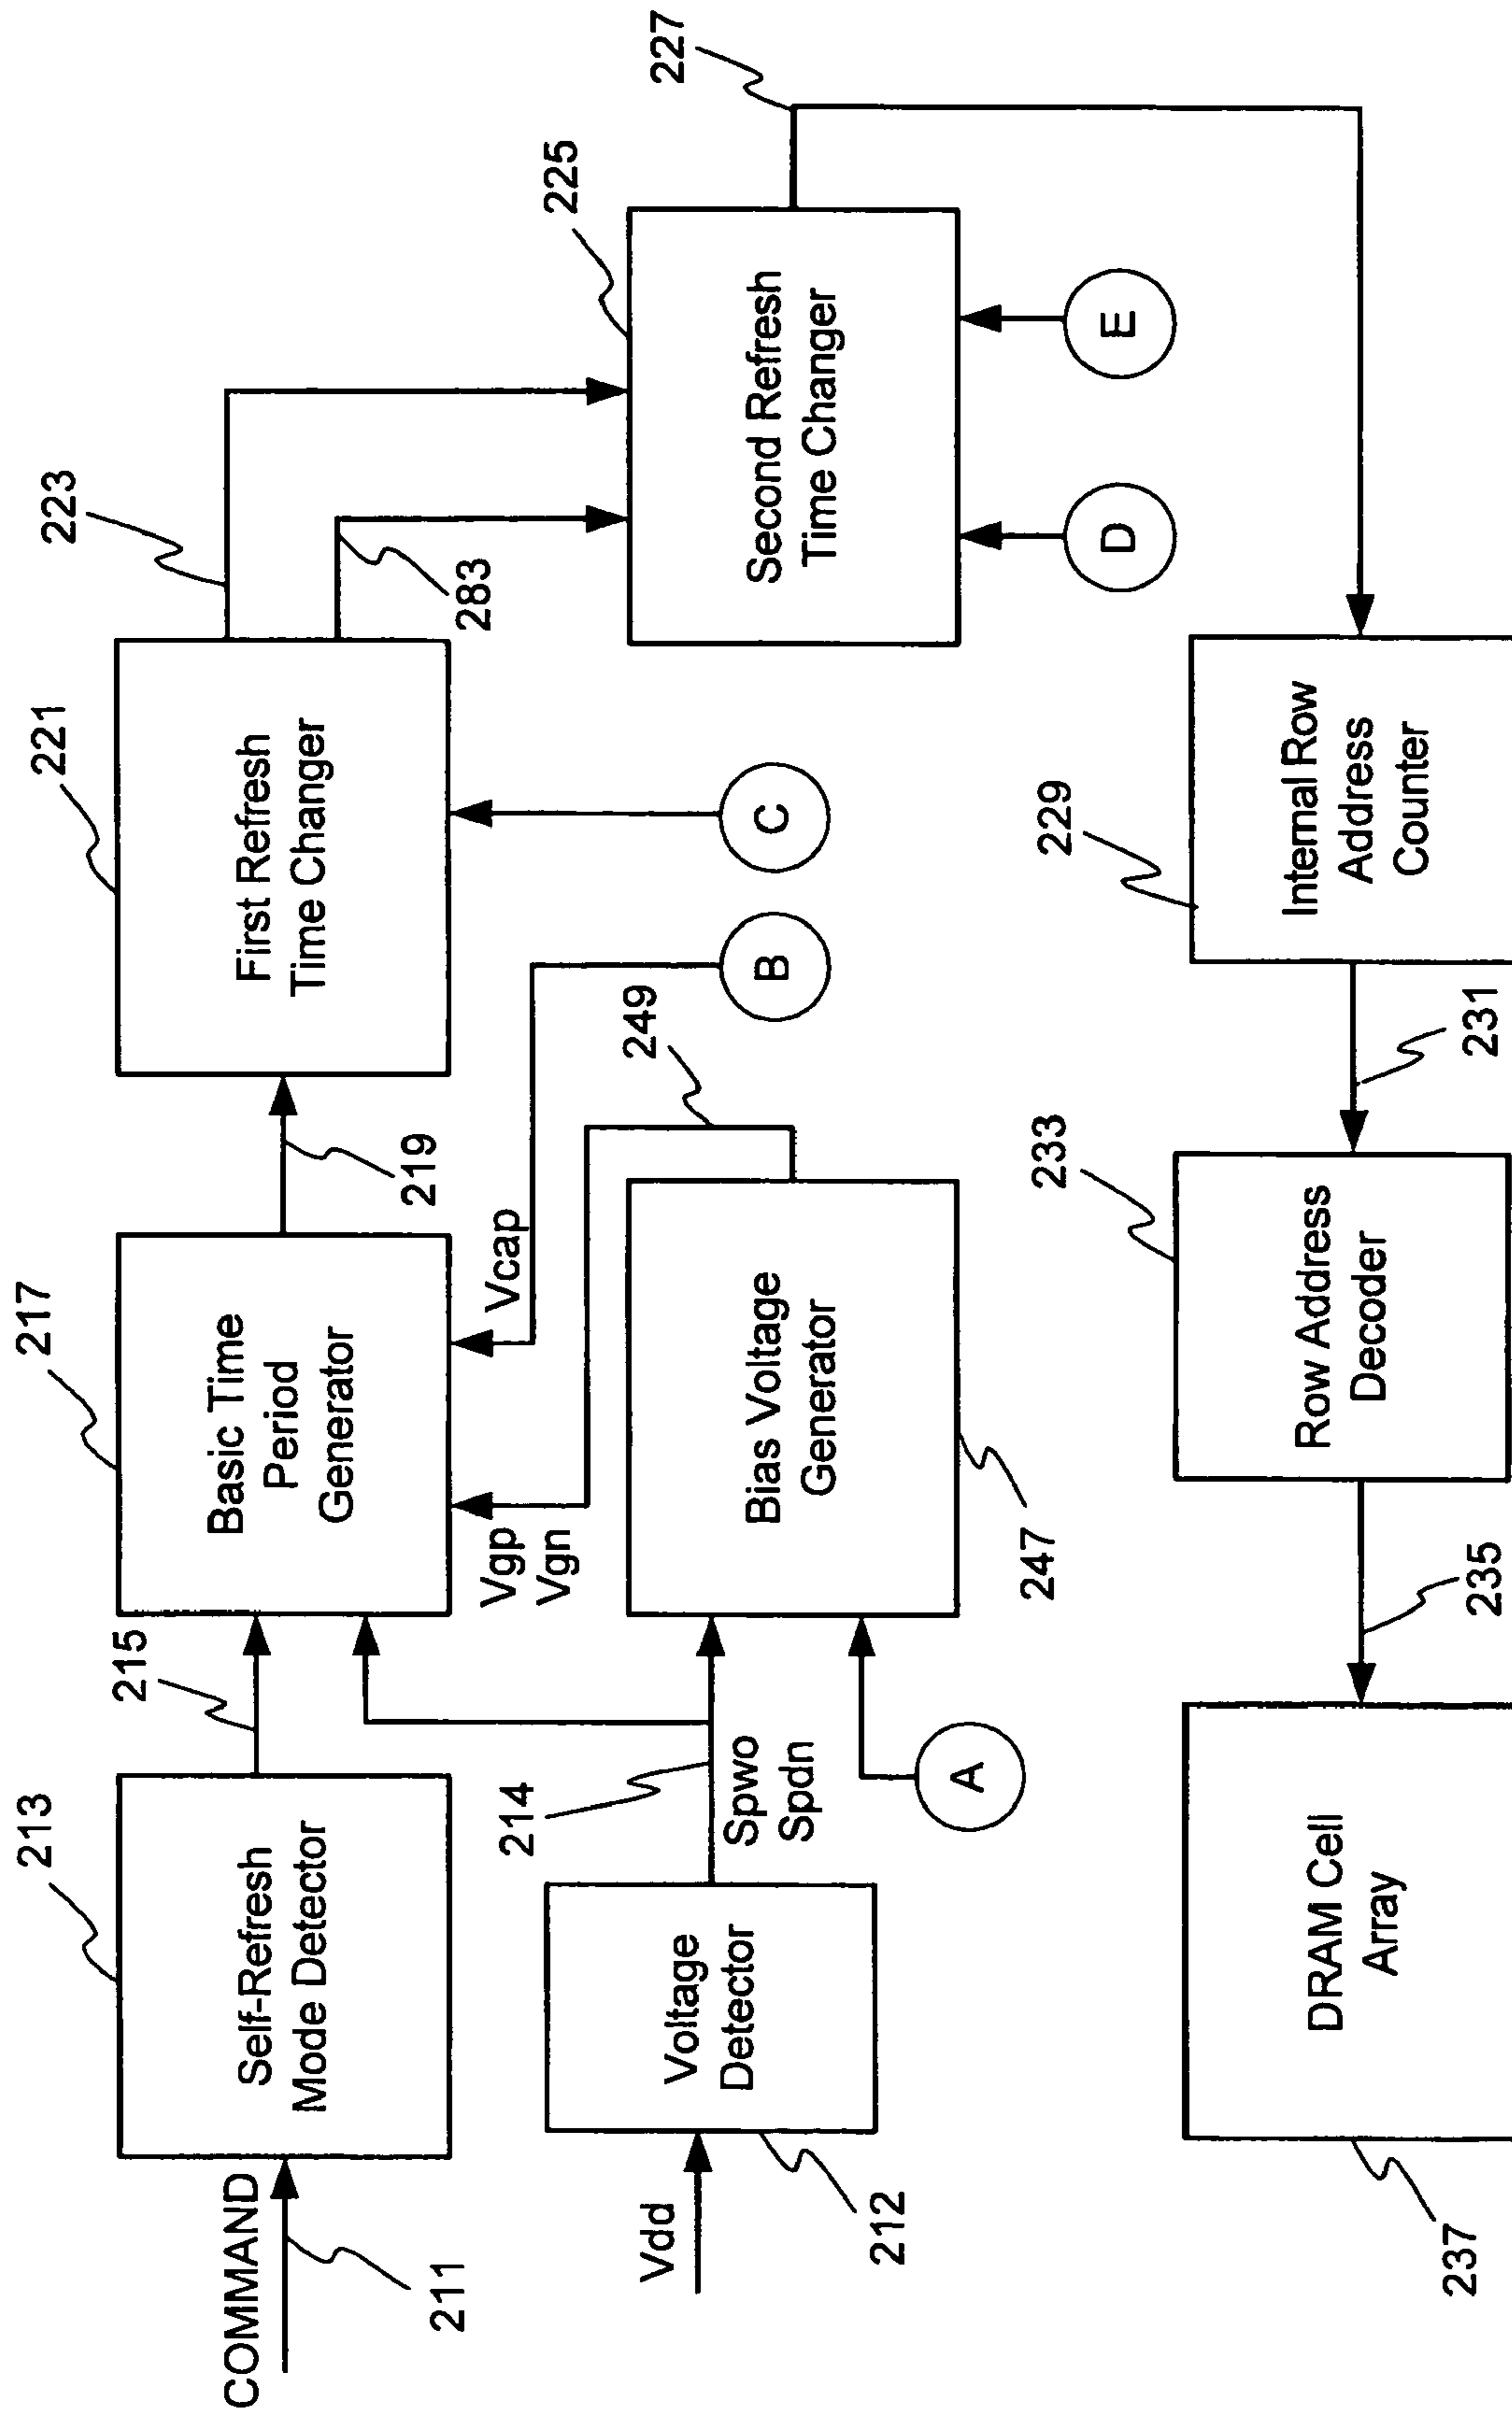 COMMAND
211
213
Self-Refresh
Mode Detector
215
217
Basic Time
Period
Generator
219
221
First Refresh
Time Changer
223
283
Vdd
212
Voltage
Detector
214
Spwo
Spdn
A
Vgp
Vgn
Vcap
247
Bias Voltage
Generator
249
B
C
225
Second Refresh
Time Changer
227
D
E
237
DRAM Cell
Array
235
233
Row Address
Decoder
231
229
Internal Row
Address
Counter